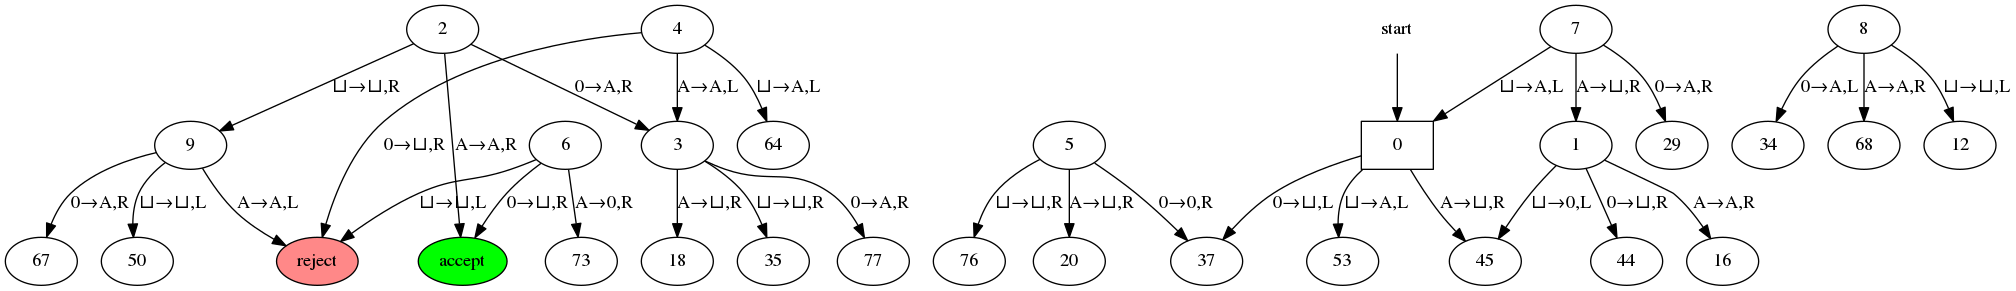 2
4
start
7
8
⊔→⊔,R
0→A,R
A→A,L
⊔→A,L
⊔→A,L
A→⊔,R
0→A,R
0→A,L
A→A,R
⊔→⊔,L
0→⊔,R
A→A,R
9
6
3
64
5
0
1
29
34
68
12
0→A,R
⊔→⊔,L
A→A,L
⊔→⊔,L
0→⊔,R
A→0,R
A→⊔,R
⊔→⊔,R
0→A,R
⊔→⊔,R
A→⊔,R
0→0,R
0→⊔,L
⊔→A,L
A→⊔,R
⊔→0,L
0→⊔,R
A→A,R
67
50
reject
accept
73
18
35
77
76
20
37
53
45
44
16